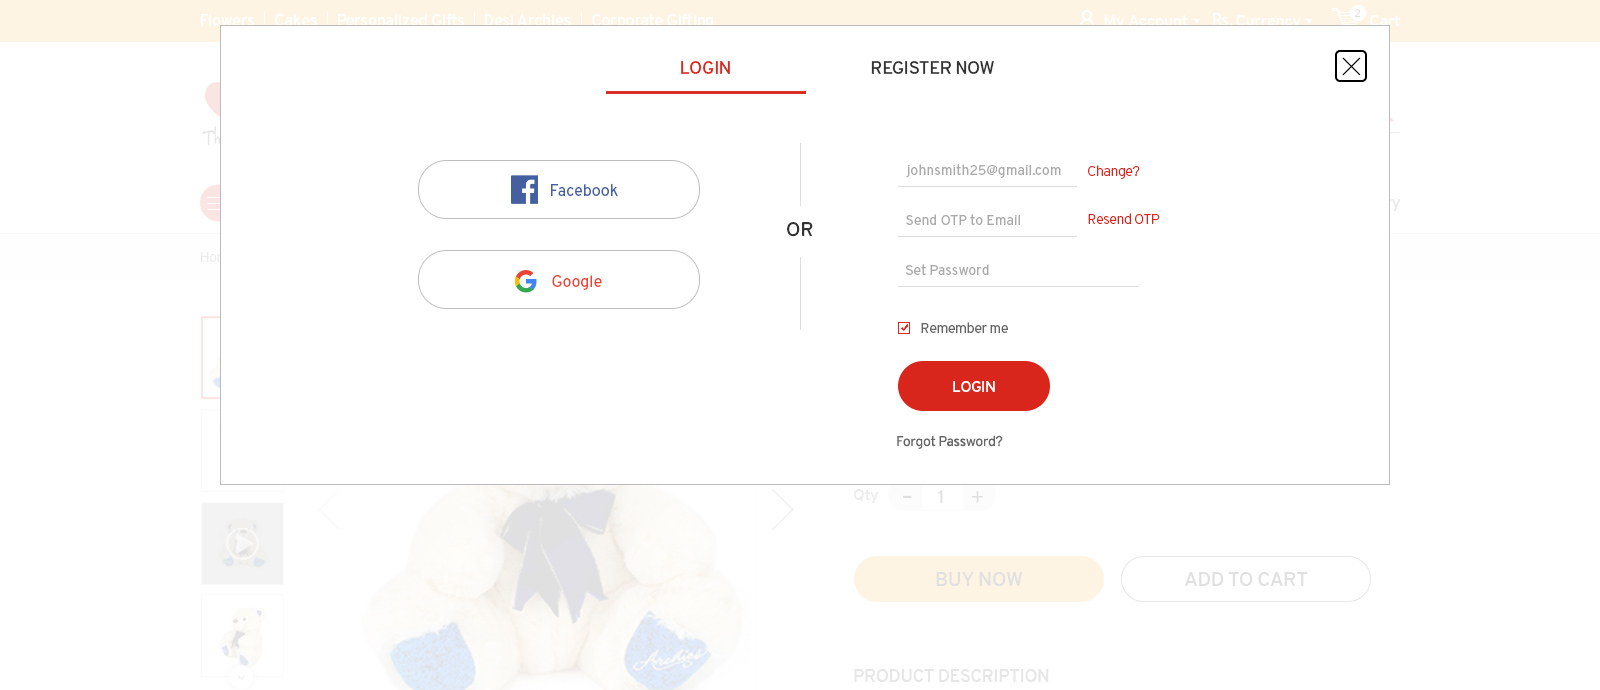 Flowers | Cakes | Personalized Gifts | Desi Archies | Corporate Gifting
My Account Rs Currency 2 Cart
LOGIN REGISTER NOW
Facebook
Google
OR
johnsmith25@gmail.com Change?
Send OTP to Email Resend OTP
Set Password
Remember me
LOGIN
Forgot Password?
Qty - 1 +
BUY NOW ADD TO CART
Archies
PRODUCT DESCRIPTION